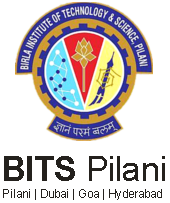 BIRLA INSTITUTE OF TECHNOLOGY & SCIENCE, PILANI
ज्ञानं परमं बलम्
BITS Pilani
Pilani | Dubai | Goa | Hyderabad